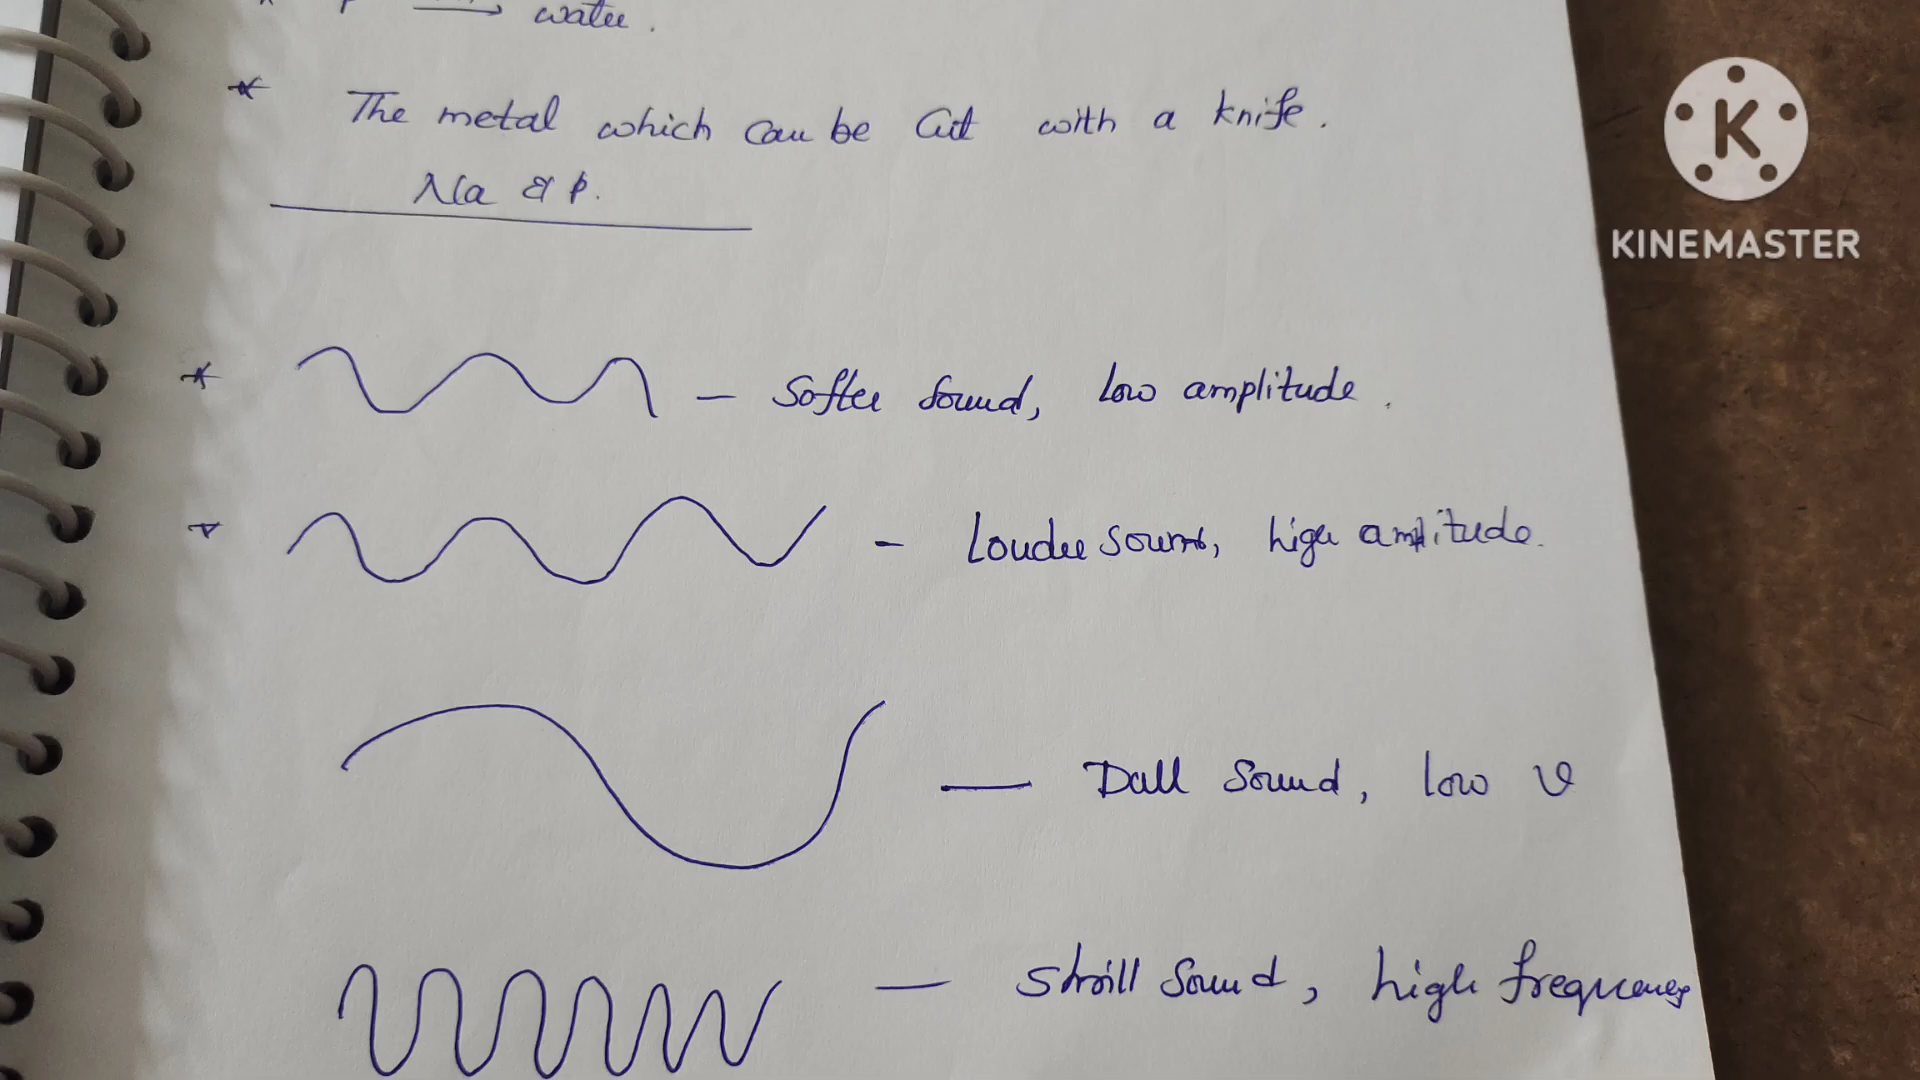 water.
* The metal which can be cut with a knife.
Na & P.
* — Softer Sound, Low amplitude.
— Louder sound, high amplitude.
— Dull Sound, low υ
— Shrill Sound, high frequency
K
KINEMASTER